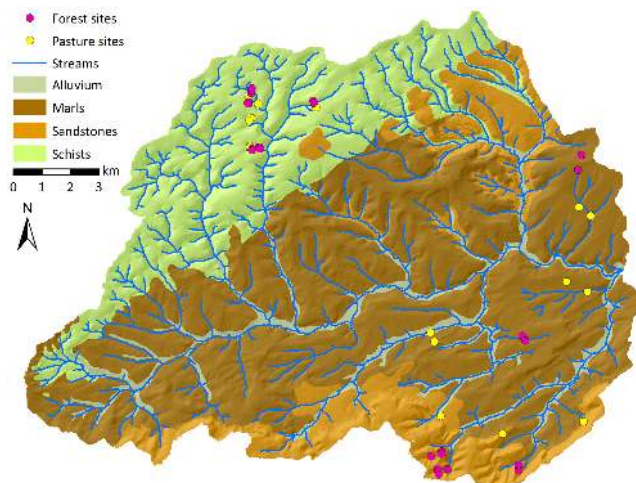 Forest sites
Pasture sites
Streams
Alluvium
Marls
Sandstones
Schists
0 1 2 3 km
N